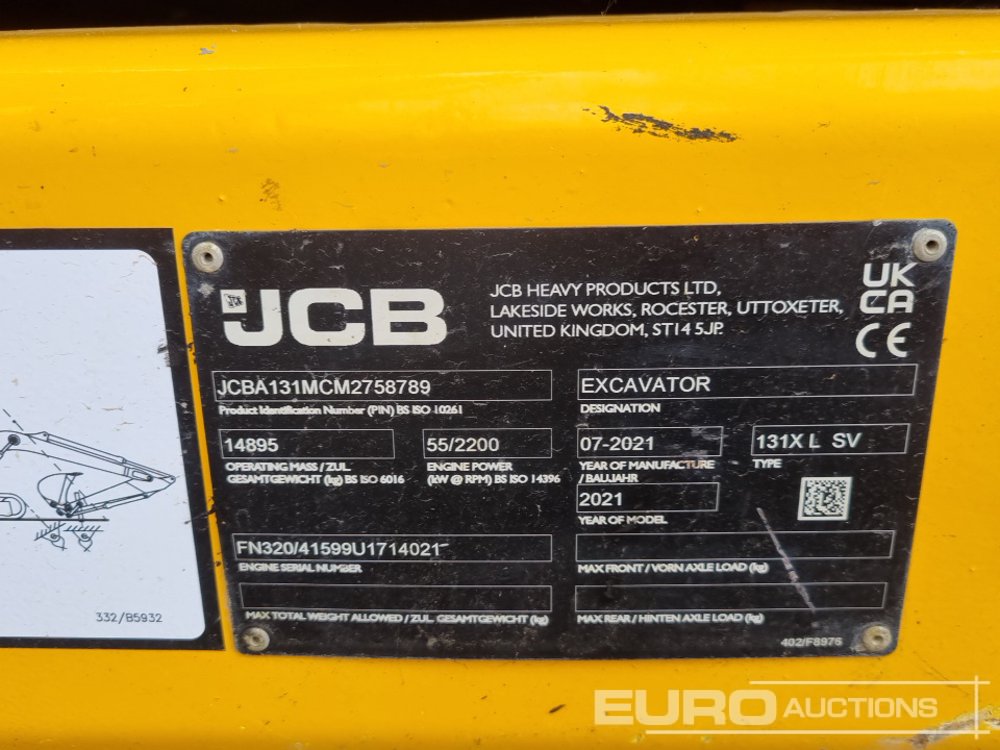 JCB
JCB HEAVY PRODUCTS LTD,
LAKESIDE WORKS, ROCESTER, UTTOXETER,
UNITED KINGDOM, ST14 5JP.
UK
CA
CE
JCBA131MCM2758789
Product Identification Number (PIN) BS ISO 10261
EXCAVATOR
DESIGNATION
14895
OPERATING MASS / ZUL.
GESAMTGEWICHT (kg) BS ISO 6016
55/2200
ENGINE POWER
(kW @ RPM) BS ISO 14396
07-2021
YEAR OF MANUFACTURE
/ BAUJAHR
131X L SV
TYPE
2021
YEAR OF MODEL
FN320/41599U1714021
ENGINE SERIAL NUMBER
MAX FRONT / VORN AXLE LOAD (kg)
MAX TOTAL WEIGHT ALLOWED / ZUL. GESAMTGEWICHT (kg)
MAX REAR / HINTEN AXLE LOAD (kg)
402/F8976
332/B5932
EURO AUCTIONS